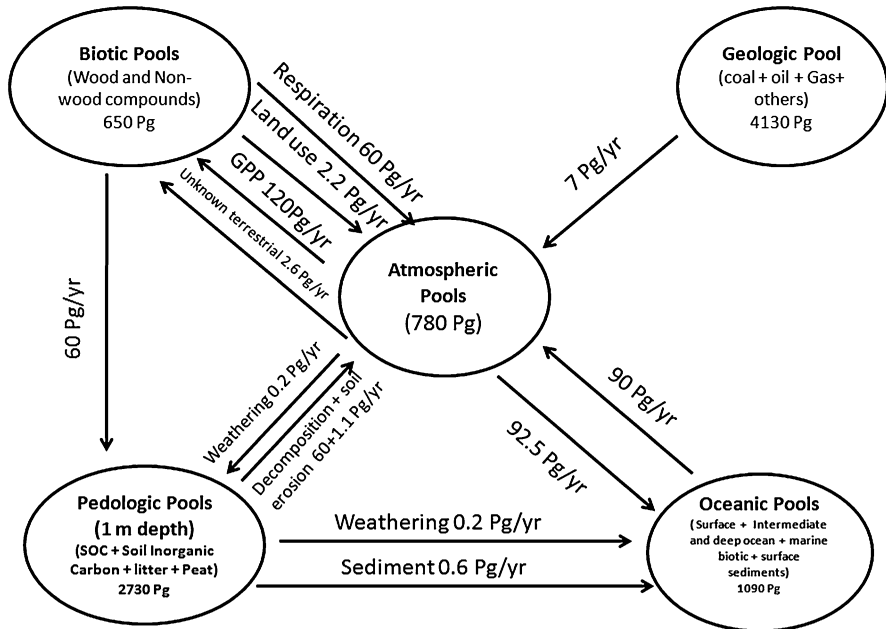 Biotic Pools
(Wood and Non-
wood compounds)
650 Pg
Geologic Pool
(coal + oil + Gas+
others)
4130 Pg
Respiration 60 Pg/yr
Land use 2.2 Pg/yr
GPP 120Pg/yr
Unknown terrestrial 2.6 Pg/yr
7 Pg/yr
Atmospheric
Pools
(780 Pg)
60 Pg/yr
Weathering 0.2 Pg/yr
Decomposition + soil
erosion 60+1.1 Pg/yr
90 Pg/yr
92.5 Pg/yr
Pedologic Pools
(1 m depth)
(SOC + Soil Inorganic
Carbon + litter + Peat)
2730 Pg
Weathering 0.2 Pg/yr
Sediment 0.6 Pg/yr
Oceanic Pools
(Surface + Intermediate
and deep ocean + marine
biotic + surface
sediments)
1090 Pg